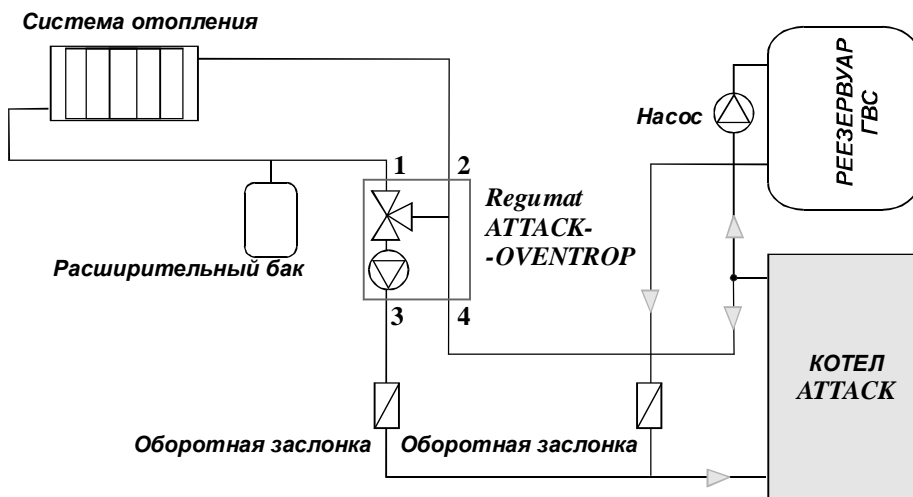 Система отопления
Насос
РЕЕЗЕРВУАР
ГВС
1 2
Regumat
ATTACK-
-OVENTROP
Расширительный бак
3 4
КОТЕЛ
ATTACK
Оборотная заслонка
Оборотная заслонка